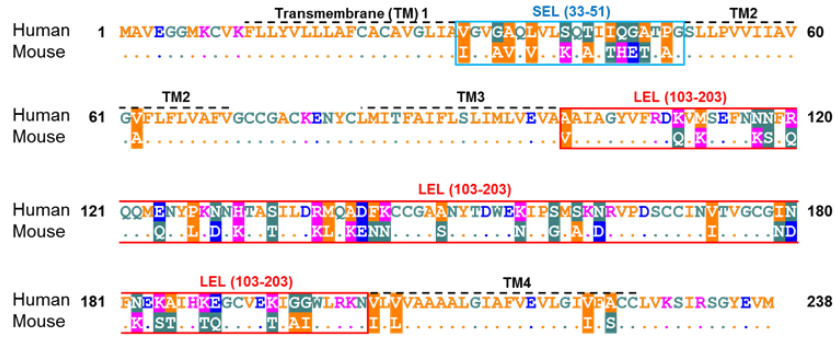 Transmembrane (TM) 1 SEL (33-51) TM2
Human 1 MAVEGGMKCVKFLLYVLLLAFCACAVGLIAVGVGAQLVLSQTIIQGATPGSLLPVVIIAV 60
Mouse ..............................I..AV.V..K.A.THET.A...........
TM2 TM3 LEL (103-203)
Human 61 GVFLFLVAFVGCCGACKENYCLMITFAIFLSLIMLVEVAAAIAGYVFRDKVMSEFNNNFR 120
Mouse .A.....................................V.........Q.K....KS.Q
LEL (103-203)
Human 121 QQMENYPKNNHTASILDRMQADFKCCGAANYTDWEKIPSMSKNRVPDSCCINVTVGCGIN 180
Mouse ...Q..L.D.K..T...KL.KENN....S......N..G.A.D.........I.....ND
LEL (103-203) TM4
Human 181 FNEKAIHKEGCVEKIGGWLRKNVLVVAAAALGIAFVEVLGIVFACCLVKSIRSGYEVM 238
Mouse .K.ST..TQ....T.AI.....I.L................I.S..............